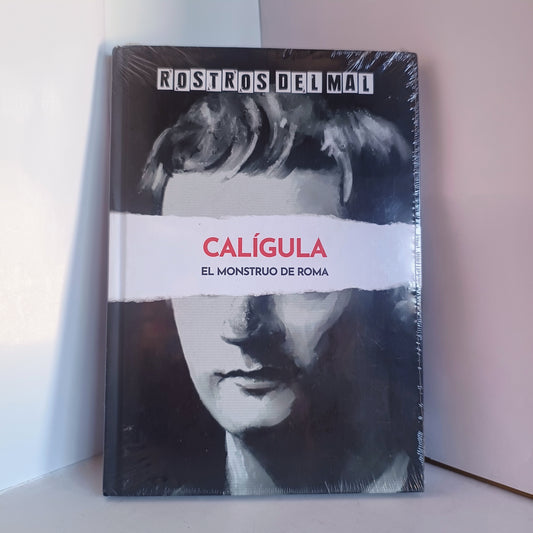 ROSTROS DEL MAL
CALÍGULA
EL MONSTRUO DE ROMA